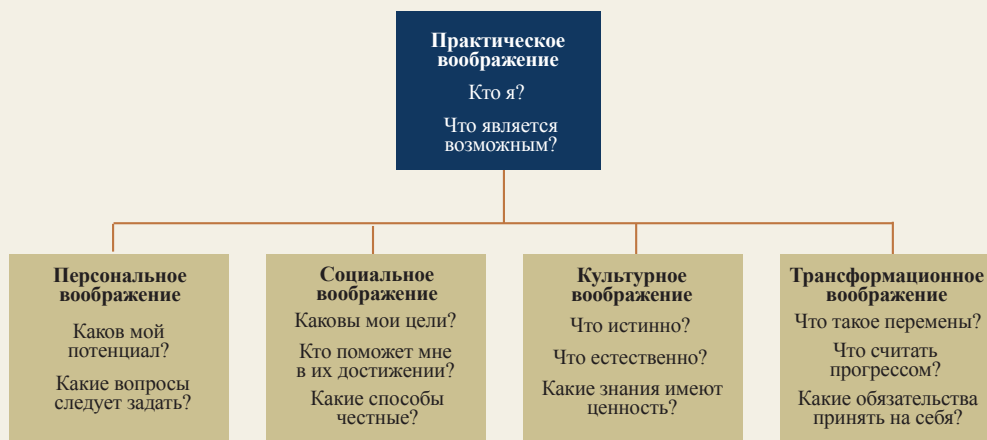 Практическое
воображение
Кто я?
Что является
возможным?
Персональное
воображение
Каков мой
потенциал?
Какие вопросы
следует задать?
Социальное
воображение
Каковы мои цели?
Кто поможет мне
в их достижении?
Какие способы
честные?
Культурное
воображение
Что истинно?
Что естественно?
Какие знания имеют
ценность?
Трансформационное
воображение
Что такое перемены?
Что считать
прогрессом?
Какие обязательства
принять на себя?